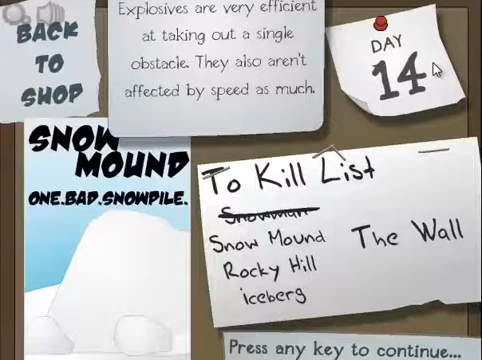 BACK
TO
SHOP
Explosives are very efficient
at taking out a single
obstacle. They also aren't
affected by speed as much.
DAY
14
SNOW
MOUND
ONE.BAD.SNOWPILE.
To Kill List
Snowman
Snow Mound
Rocky Hill
iceberg
The Wall
Press any key to continue...